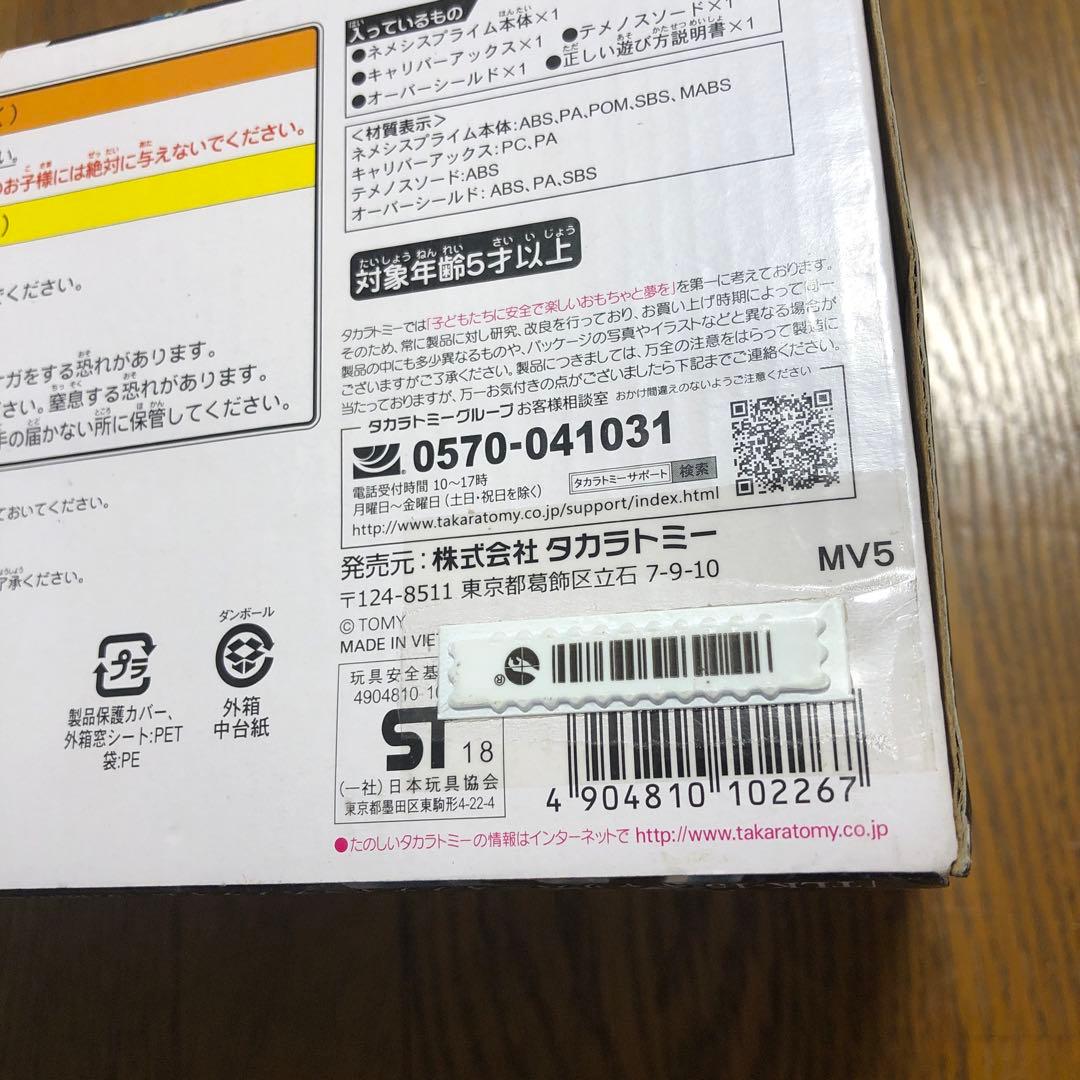 入っているもの
●ネメシスプライム本体×1
●テメノスソード×1
●キャリバーアックス×1
●正しい遊び方説明書×1
●オーバーシールド×1
<材質表示>
ネメシスプライム本体:ABS、PA、POM、SBS、MABS
キャリバーアックス:PC、PA
テメノスソード:ABS
オーバーシールド:ABS、PA、SBS
対象年齢5才以上
タカラトミーでは「子どもたちに安全で楽しいおもちゃと夢を」を第一に考えております。
そのため、常に製品に対し研究、改良を行っており、お買い上げ時期によって同一
製品の中にも多少異なるものや、パッケージの写真やイラストなどと異なる場合が
ございますがご了承ください。製品につきましては、万全の注意をはらって製造に
当たっておりますが、万一お気付きの点がございましたら下記までご連絡ください。
タカラトミーグループ お客様相談室 おかけ間違えのないようご注意ください
0570-041031
電話受付時間 10〜17時
月曜日〜金曜日(土日・祝日を除く)
タカラトミーサポート 検索
http://www.takaratomy.co.jp/support/index.html
発売元:株式会社 タカラトミー
〒124-8511 東京都葛飾区立石 7-9-10
MV5
© TOMY
MADE IN VIE
玩具安全基
4904810-10
ST 18
(一社)日本玩具協会
東京都墨田区東駒形4-22-4
®
4 904810 102267
●たのしいタカラトミーの情報はインターネットで http://www.takaratomy.co.jp
く)
い。
のお子様には絶対に与えないでください。
)
でください。
ガをする恐れがあります。
さい。窒息する恐れがあります。
手の届かない所に保管してください。
ておいてください。
了承ください。
プラ
製品保護カバー、
外箱窓シート:PET
袋:PE
ダンボール
外箱
中台紙